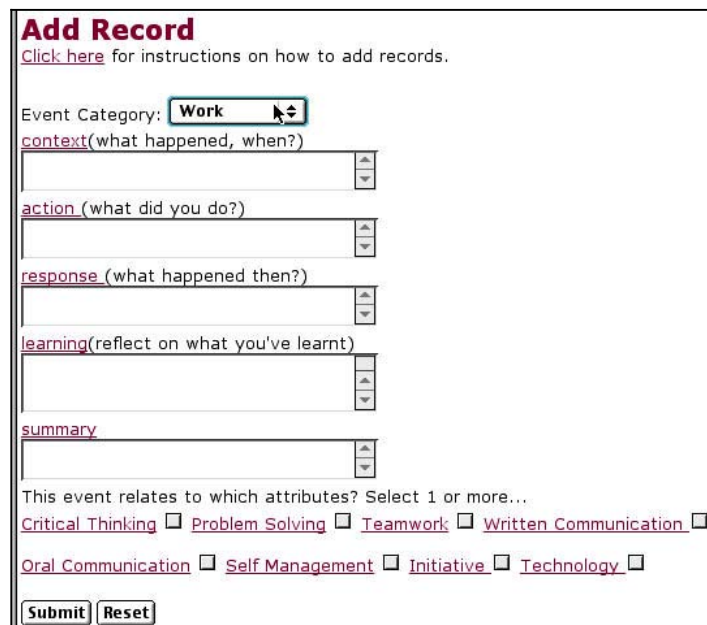 Add Record
Click here for instructions on how to add records.
Event Category: Work
context(what happened, when?)
action (what did you do?)
response (what happened then?)
learning(reflect on what you've learnt)
summary
This event relates to which attributes? Select 1 or more...
Critical Thinking Problem Solving Teamwork Written Communication
Oral Communication Self Management Initiative Technology
Submit Reset